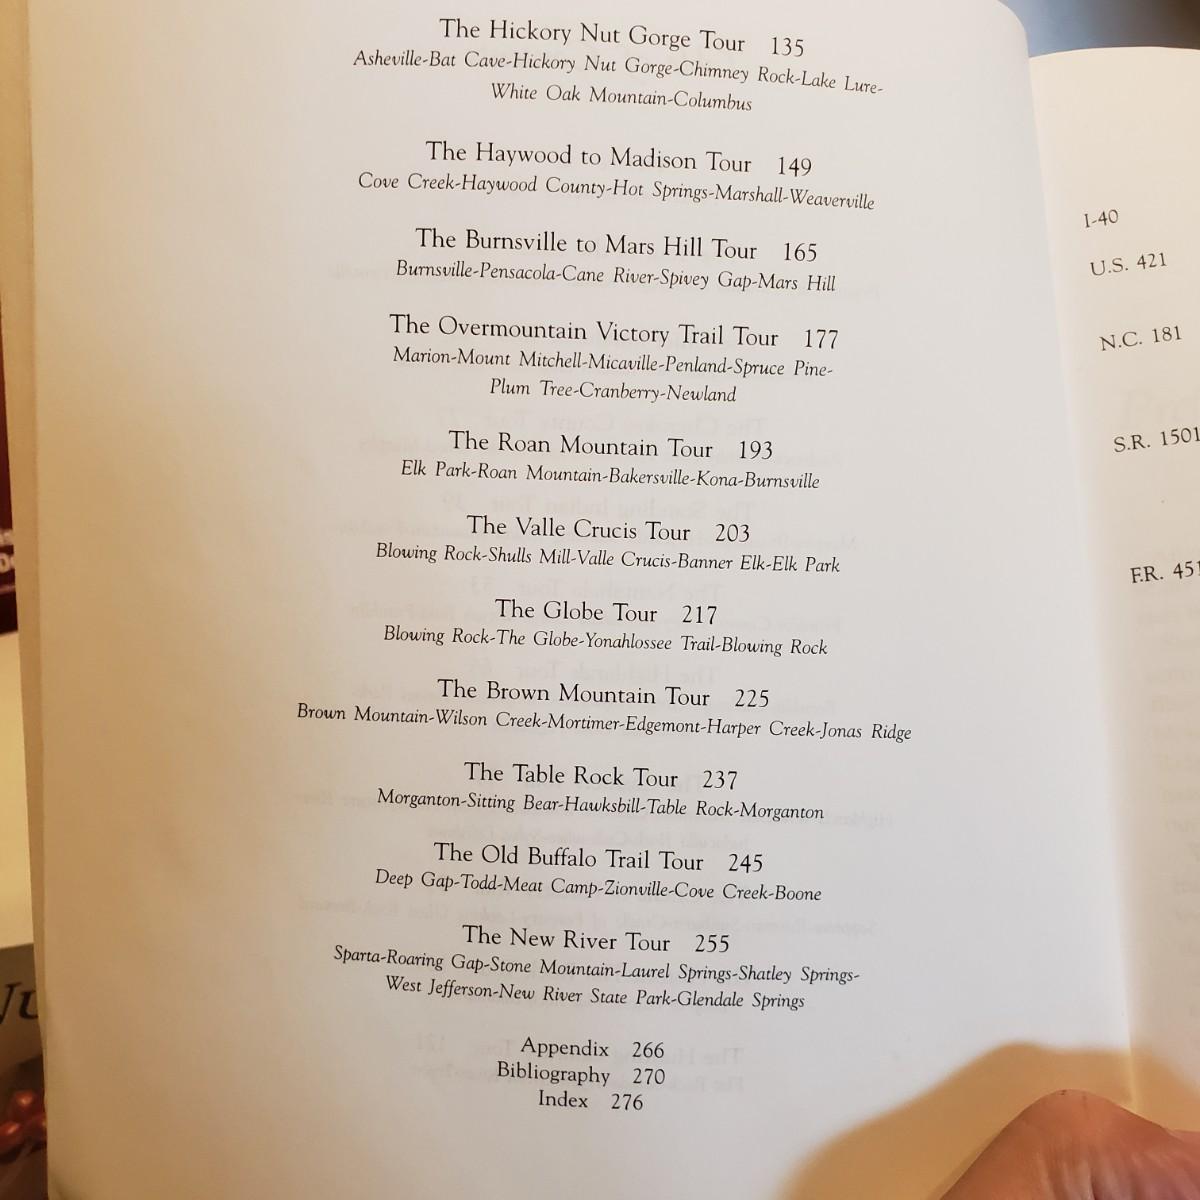 The Hickory Nut Gorge Tour 135
Asheville-Bat Cave-Hickory Nut Gorge-Chimney Rock-Lake Lure-
White Oak Mountain-Columbus
The Haywood to Madison Tour 149
Cove Creek-Haywood County-Hot Springs-Marshall-Weaverville
The Burnsville to Mars Hill Tour 165
Burnsville-Pensacola-Cane River-Spivey Gap-Mars Hill
The Overmountain Victory Trail Tour 177
Marion-Mount Mitchell-Micaville-Penland-Spruce Pine-
Plum Tree-Cranberry-Newland
The Roan Mountain Tour 193
Elk Park-Roan Mountain-Bakersville-Kona-Burnsville
The Valle Crucis Tour 203
Blowing Rock-Shulls Mill-Valle Crucis-Banner Elk-Elk Park
The Globe Tour 217
Blowing Rock-The Globe-Yonahlossee Trail-Blowing Rock
The Brown Mountain Tour 225
Brown Mountain-Wilson Creek-Mortimer-Edgemont-Harper Creek-Jonas Ridge
The Table Rock Tour 237
Morganton-Sitting Bear-Hawksbill-Table Rock-Morganton
The Old Buffalo Trail Tour 245
Deep Gap-Todd-Meat Camp-Zionville-Cove Creek-Boone
The New River Tour 255
Sparta-Roaring Gap-Stone Mountain-Laurel Springs-Shatley Springs-
West Jefferson-New River State Park-Glendale Springs
Appendix 266
Bibliography 270
Index 276
I-40
U.S. 421
N.C. 181
S.R. 1501
F.R. 451